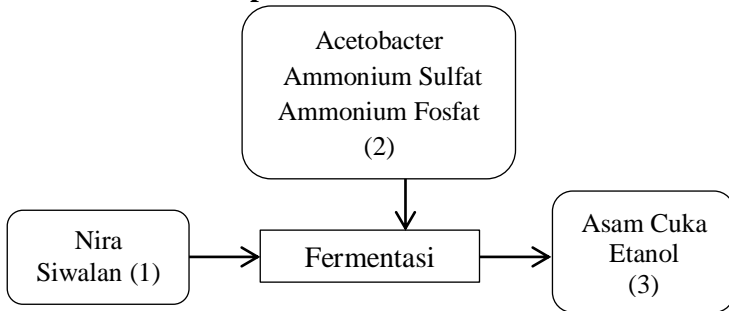 Acetobacter
Ammonium Sulfat
Ammonium Fosfat
(2)
Nira
Siwalan (1)
Fermentasi
Asam Cuka
Etanol
(3)